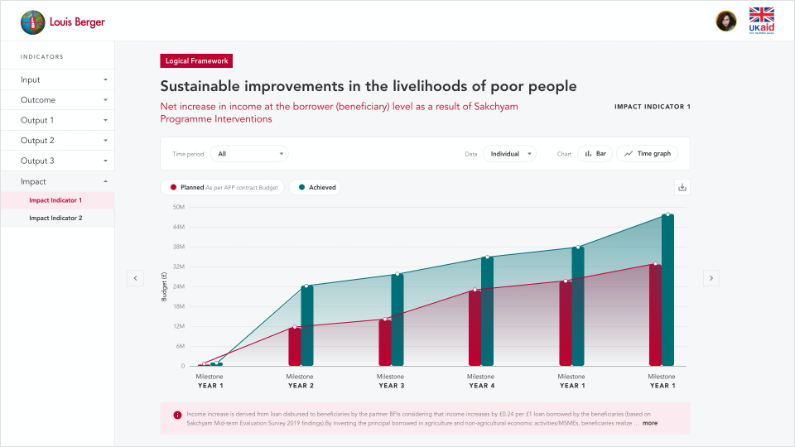 Louis Berger
UKaid
INDICATORS
Input
Outcome
Output 1
Output 2
Output 3
Impact
Impact Indicator 1
Impact Indicator 2
Logical Framework
Sustainable improvements in the livelihoods of poor people
Net increase in income at the borrower (beneficiary) level as a result of Sakchyam
Programme Interventions
IMPACT INDICATOR 1
Time period All Data Individual Chart Bar Time graph
Planned As per AFP contract Budget Achieved
50M
44M
38M
32M
24M
18M
12M
6M
0
Budget (£)
Milestone Milestone Milestone Milestone Milestone Milestone
YEAR 1 YEAR 2 YEAR 3 YEAR 4 YEAR 1 YEAR 1
Income increase is derived from loan disbursed to beneficiaries by the partner BFIs considering that income increases by £0.24 per £1 loan borrowed by the beneficiaries (based on
Sakchyam Mid-term Evaluation Survey 2019 findings).By investing the principal borrowed in agriculture and non-agricultural economic activities/MSMEs, beneficiaries realize ... more